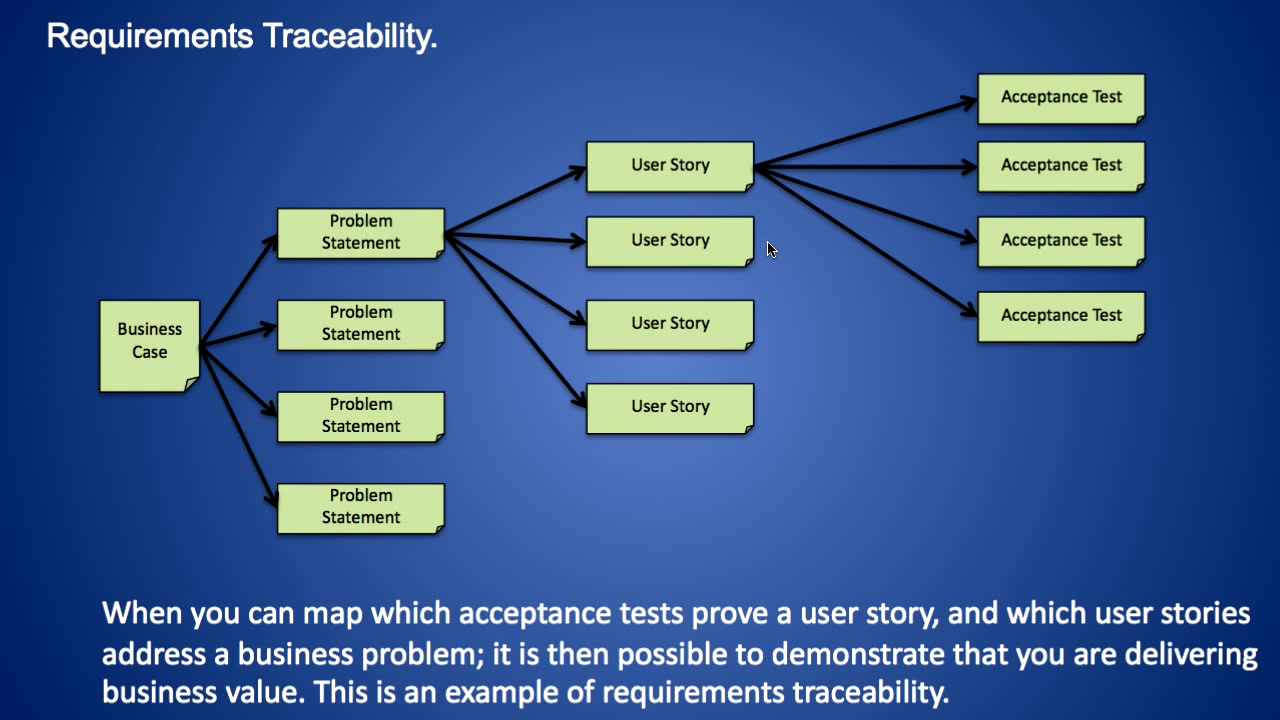 Requirements Traceability.
Acceptance Test
User Story
Acceptance Test
Problem
Statement
User Story
Acceptance Test
Business
Case
Problem
Statement
User Story
Acceptance Test
Problem
Statement
User Story
Problem
Statement
When you can map which acceptance tests prove a user story, and which user stories
address a business problem; it is then possible to demonstrate that you are delivering
business value. This is an example of requirements traceability.